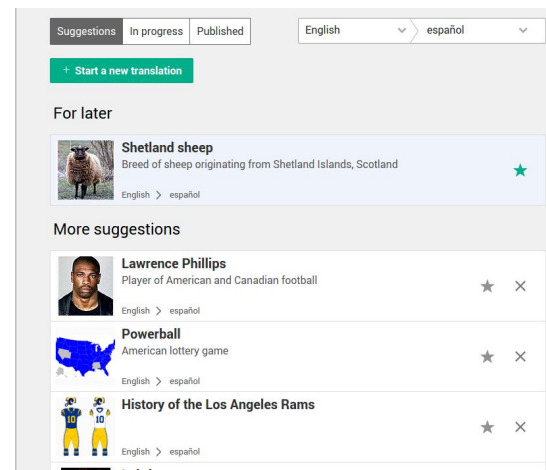 Suggestions In progress Published English español
+ Start a new translation
For later
Shetland sheep
Breed of sheep originating from Shetland Islands, Scotland
English > español
More suggestions
Lawrence Phillips
Player of American and Canadian football
English > español
Powerball
American lottery game
English > español
History of the Los Angeles Rams
English > español